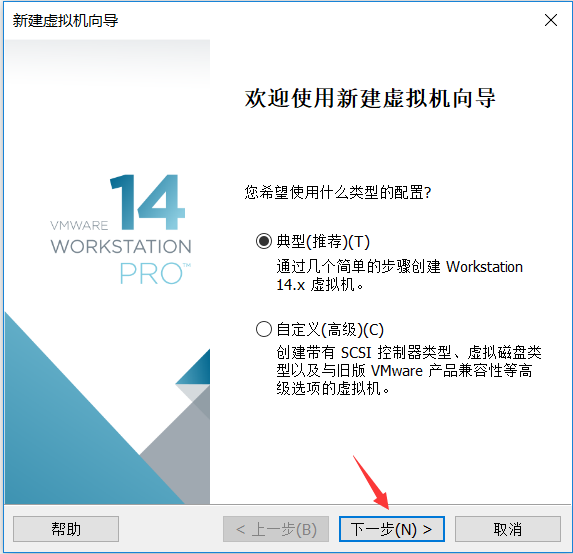 新建虚拟机向导
欢迎使用新建虚拟机向导
14
VMWARE
WORKSTATION
PRO™
您希望使用什么类型的配置?
典型(推荐)(T)
通过几个简单的步骤创建 Workstation
14.x 虚拟机。
自定义(高级)(C)
创建带有 SCSI 控制器类型、虚拟磁盘类
型以及与旧版 VMware 产品兼容性等高
级选项的虚拟机。
帮助
< 上一步(B)
下一步(N) >
取消